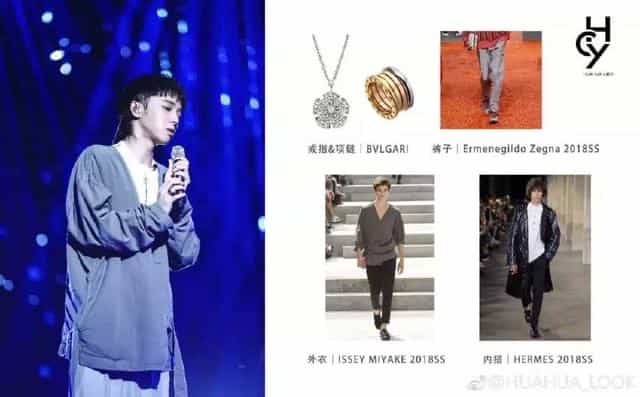 HCY
戒指&项链｜BVLGARI
裤子｜Ermenegildo Zegna 2018SS
外衣｜ISSEY MIYAKE 2018SS
内搭｜HERMES 2018SS
@HUAHUA_LOOK